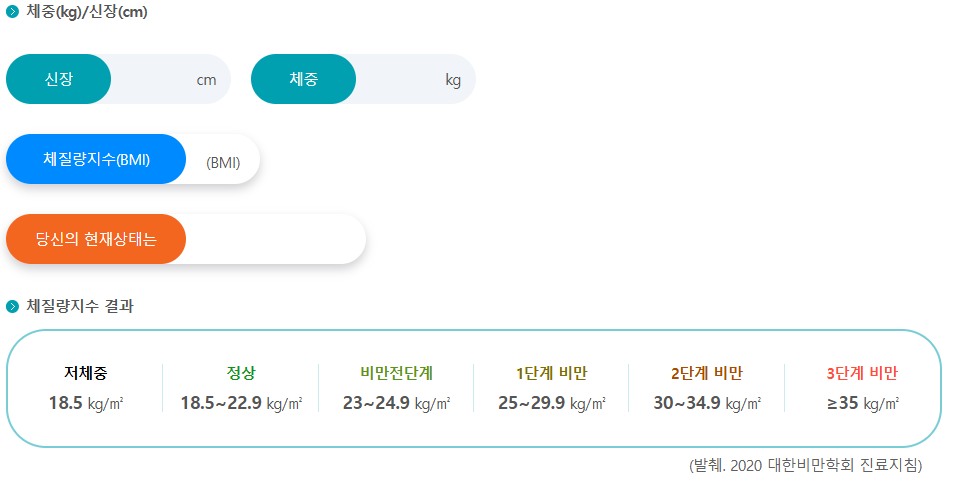 체중(kg)/신장(cm)
신장 cm 체중 kg
체질량지수(BMI) (BMI)
당신의 현재상태는
체질량지수 결과
저체중 정상 비만전단계 1단계 비만 2단계 비만 3단계 비만
18.5 kg/㎡ 18.5~22.9 kg/㎡ 23~24.9 kg/㎡ 25~29.9 kg/㎡ 30~34.9 kg/㎡ ≥35 kg/㎡
(발췌. 2020 대한비만학회 진료지침)